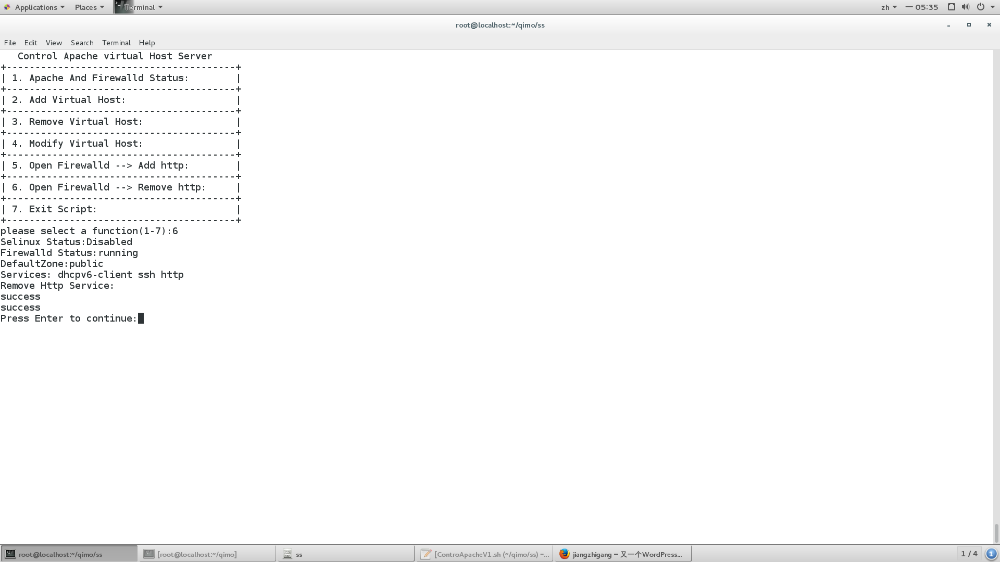 Applications Places Terminal zh 一 05:35
root@localhost:~/qimo/ss
File Edit View Search Terminal Help
Control Apache virtual Host Server
+----------------------------------------+
| 1. Apache And Firewalld Status: |
+----------------------------------------+
| 2. Add Virtual Host: |
+----------------------------------------+
| 3. Remove Virtual Host: |
+----------------------------------------+
| 4. Modify Virtual Host: |
+----------------------------------------+
| 5. Open Firewalld --> Add http: |
+----------------------------------------+
| 6. Open Firewalld --> Remove http: |
+----------------------------------------+
| 7. Exit Script: |
+----------------------------------------+
please select a function(1-7):6
Selinux Status:Disabled
Firewalld Status:running
DefaultZone:public
Services: dhcpv6-client ssh http
Remove Http Service:
success
success
Press Enter to continue:
root@localhost:~/qimo/ss [root@localhost:~/qimo] ss [ControApacheV1.sh (~/qimo/ss) –... jiangzhigang – 又一个WordPress... 1 / 4 1